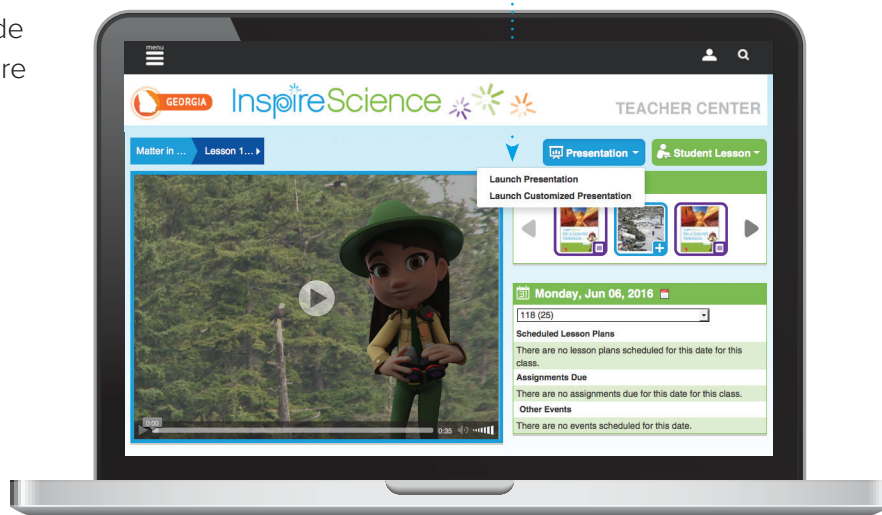 de
re
menu
GEORGIA
InspireScience
TEACHER CENTER
Matter in ...
Lesson 1...
Presentation
Student Lesson
Launch Presentation
Launch Customized Presentation
Monday, Jun 06, 2016
118 (25)
Scheduled Lesson Plans
There are no lesson plans scheduled for this date for this
class.
Assignments Due
There are no assignments due for this date for this class.
Other Events
There are no events scheduled for this date.
0:00
0:35